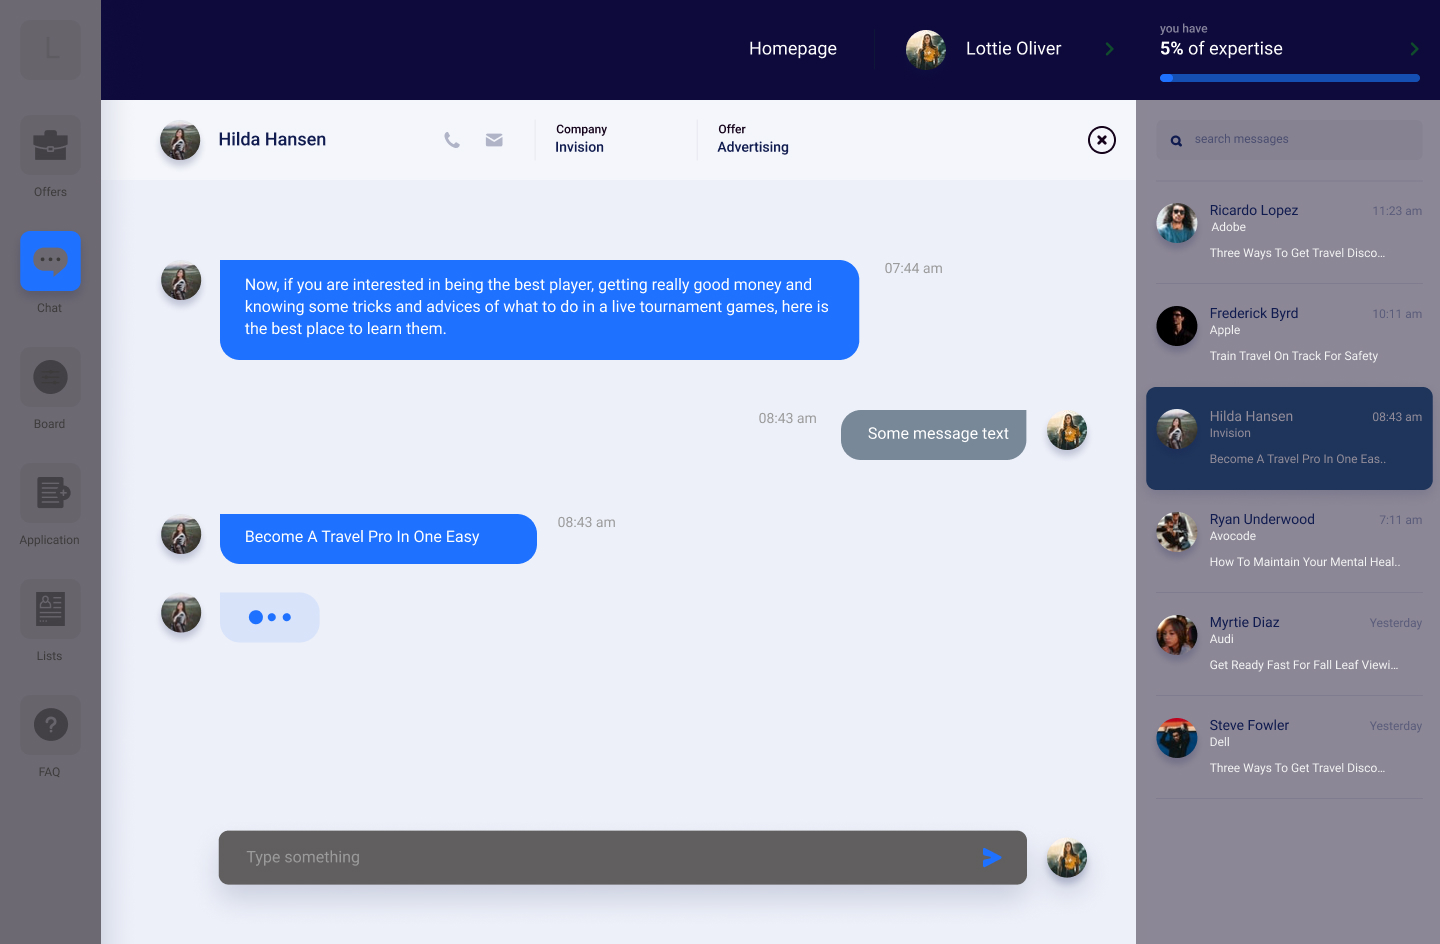 L
Offers
Chat
Board
Application
Lists
FAQ
Homepage
Lottie Oliver
you have
5% of expertise
Hilda Hansen
Company
Invision
Offer
Advertising
Now, if you are interested in being the best player, getting really good money and
knowing some tricks and advices of what to do in a live tournament games, here is
the best place to learn them.
07:44 am
08:43 am
Some message text
Become A Travel Pro In One Easy
08:43 am
Type something
search messages
Ricardo Lopez
11:23 am
Adobe
Three Ways To Get Travel Disco...
Frederick Byrd
10:11 am
Apple
Train Travel On Track For Safety
Hilda Hansen
08:43 am
Invision
Become A Travel Pro In One Eas..
Ryan Underwood
7:11 am
Avocode
How To Maintain Your Mental Heal..
Myrtie Diaz
Yesterday
Audi
Get Ready Fast For Fall Leaf Viewi...
Steve Fowler
Yesterday
Dell
Three Ways To Get Travel Disco...